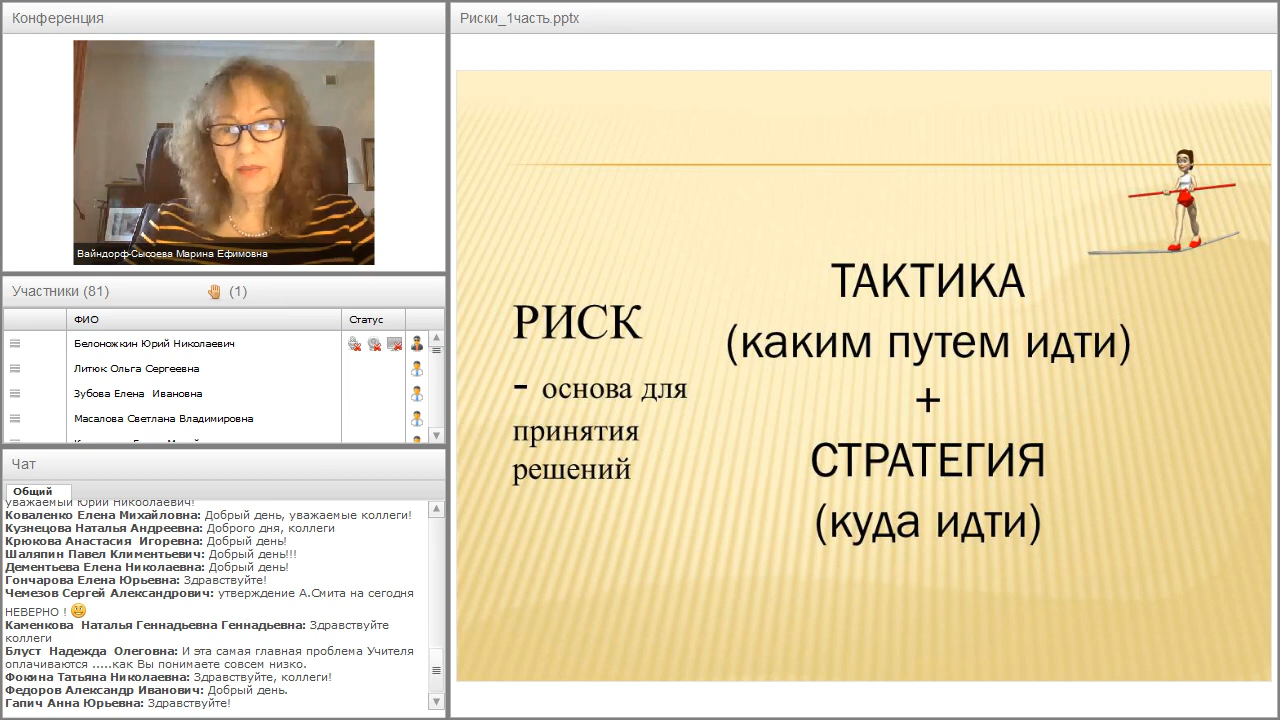 Конференция
Вайндорф-Сысоева Марина Ефимовна
Участники (81)
(1)
ФИО
Статус
Белоножкин Юрий Николаевич
Литюк Ольга Сергеевна
Зубова Елена Ивановна
Масалова Светлана Владимировна
Чат
Общий
уважаемый Юрий Никоолаевич!
Коваленко Елена Михайловна: Добрый день, уважаемые коллеги!
Кузнецова Наталья Андреевна: Доброго дня, коллеги
Крюкова Анастасия Игоревна: Добрый день!
Шаляпин Павел Климентьевич: Добрый день!!!
Дементьева Елена Николаевна: Добрый день!
Гончарова Елена Юрьевна: Здравствуйте!
Чемезов Сергей Александрович: утверждение А.Смита на сегодня
НЕВЕРНО !
Каменкова Наталья Геннадьевна Геннадьевна: Здравствуйте
коллеги
Блуст Надежда Олеговна: И эта самая главная проблема Учителя
оплачиваются .....как Вы понимаете совсем низко.
Фокина Татьяна Николаевна: Здравствуйте, коллеги!
Федоров Александр Иванович: Добрый день.
Гапич Анна Юрьевна: Здравствуйте!
Риски_1часть.pptx
РИСК
- основа для
принятия
решений
ТАКТИКА
(каким путем идти)
+
СТРАТЕГИЯ
(куда идти)